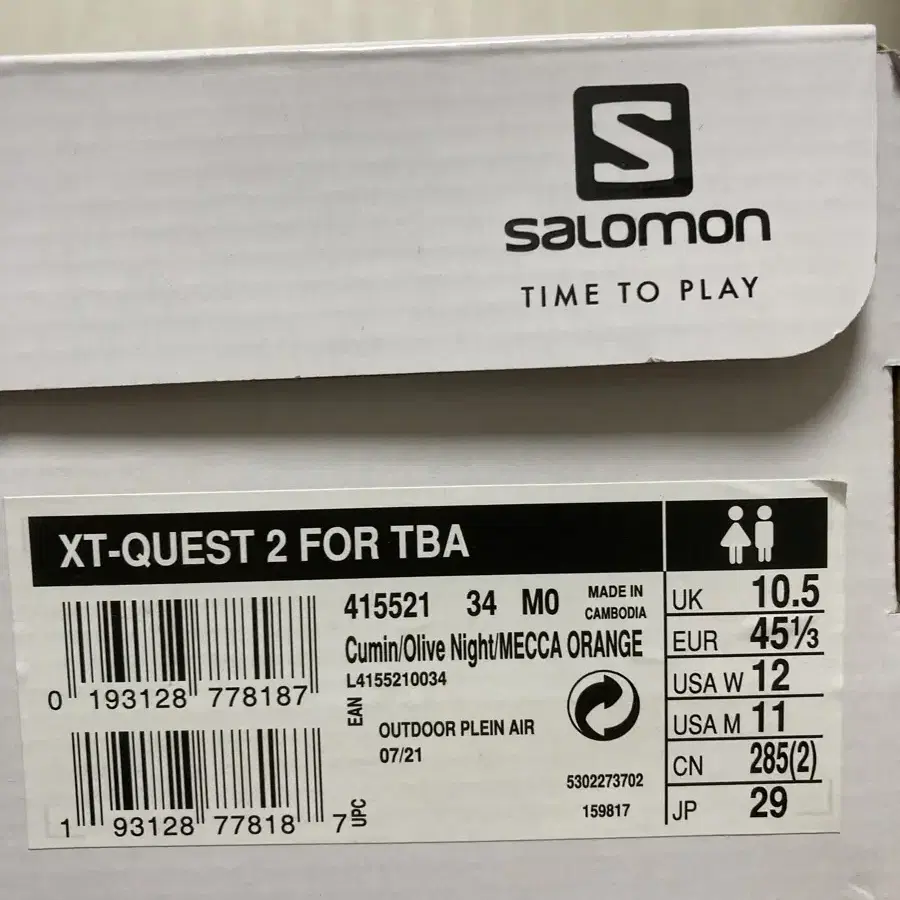 S
SALOMON
TIME TO PLAY
XT-QUEST 2 FOR TBA
415521 34 M0 MADE IN CAMBODIA
Cumin/Olive Night/MECCA ORANGE
L4155210034
0 193128 778187
EAN
OUTDOOR PLEIN AIR
07/21
5302273702
159817
1 93128 77818 7
UPC
UK 10.5
EUR 45⅓
USA W 12
USA M 11
CN 285(2)
JP 29